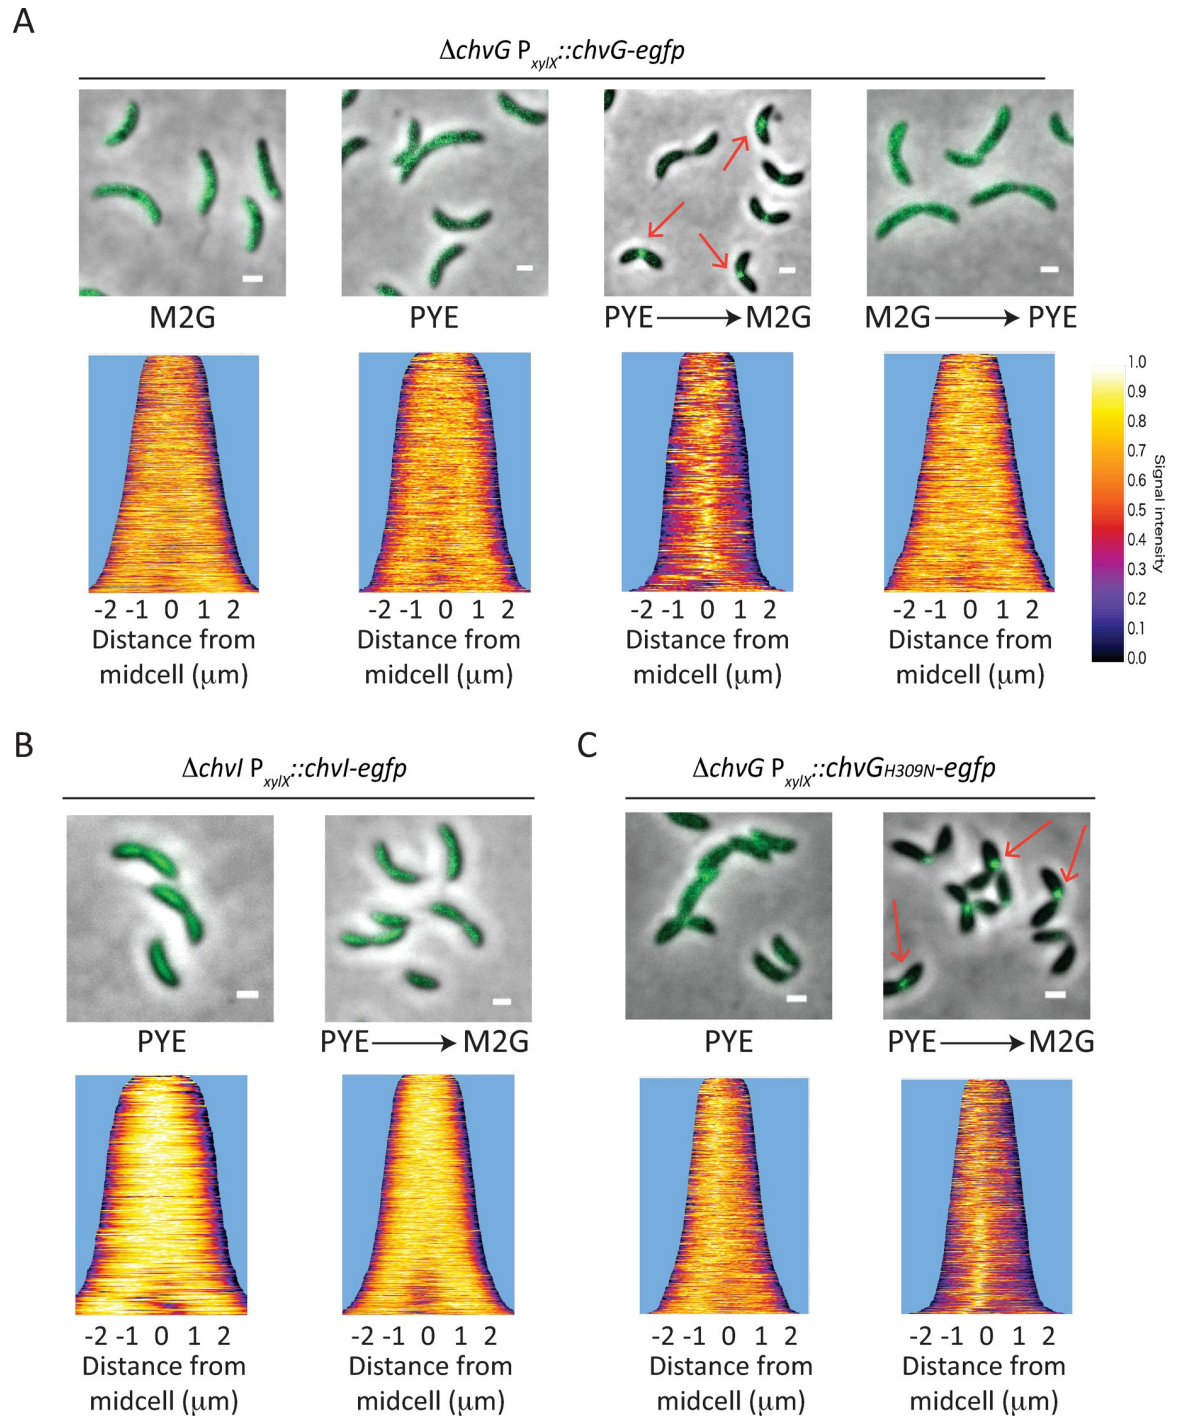 A
ΔchvG PxylX::chvG-egfp
M2G
PYE
PYE → M2G
M2G → PYE
1.0
0.9
0.8
0.7
0.6
0.5
0.4
0.3
0.2
0.1
0.0
Signal intensity
-2 -1 0 1 2
Distance from
midcell (μm)
-2 -1 0 1 2
Distance from
midcell (μm)
-2 -1 0 1 2
Distance from
midcell (μm)
-2 -1 0 1 2
Distance from
midcell (μm)
B
ΔchvI PxylX::chvI-egfp
PYE
PYE → M2G
-2 -1 0 1 2
Distance from
midcell (μm)
-2 -1 0 1 2
Distance from
midcell (μm)
C
ΔchvG PxylX::chvGH309N-egfp
PYE
PYE → M2G
-2 -1 0 1 2
Distance from
midcell (μm)
-2 -1 0 1 2
Distance from
midcell (μm)